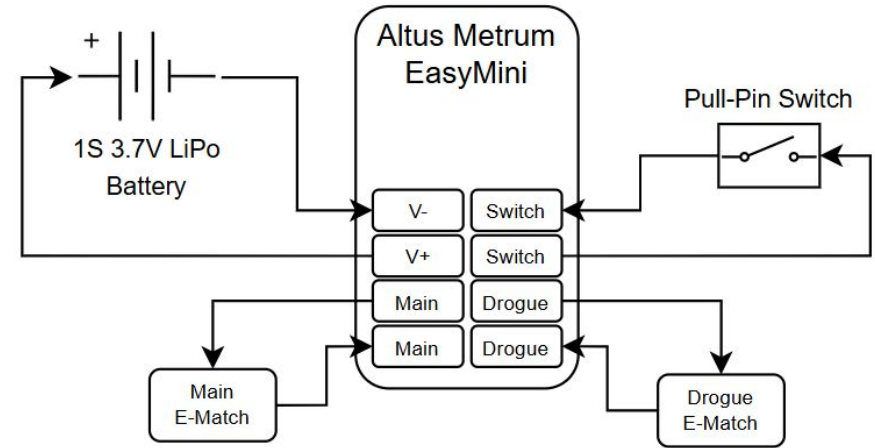 Altus Metrum
EasyMini
+
Pull-Pin Switch
1S 3.7V LiPo
Battery
V-
Switch
V+
Switch
Main
Drogue
Main
Drogue
Main
E-Match
Drogue
E-Match